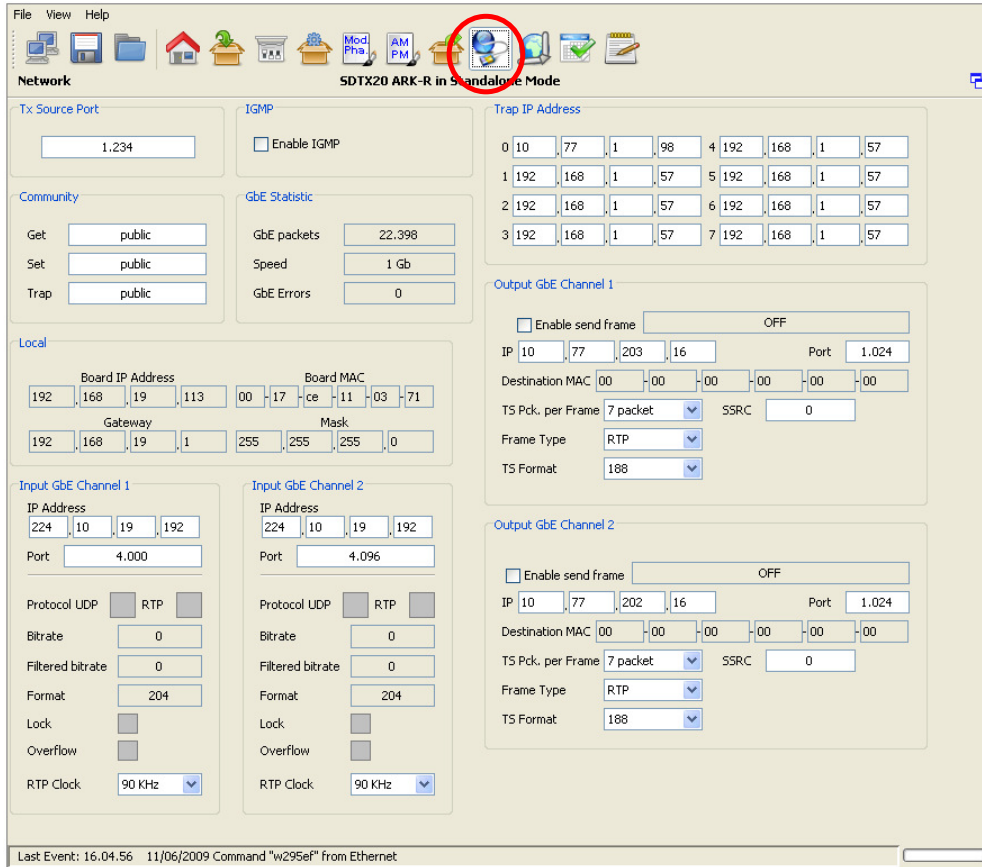 File View Help
Mod. Pha. AM PM
Network SDTX20 ARK-R in Standalone Mode
Tx Source Port
1.234
IGMP
Enable IGMP
Community
Get public
Set public
Trap public
GbE Statistic
GbE packets 22.398
Speed 1 Gb
GbE Errors 0
Local
Board IP Address Board MAC
192 .168 .19 .113 00 -17 -ce -11 -03 -71
Gateway Mask
192 .168 .19 .1 255 .255 .255 .0
Input GbE Channel 1
IP Address
224 .10 .19 .192
Port 4.000
Protocol UDP RTP
Bitrate 0
Filtered bitrate 0
Format 204
Lock
Overflow
RTP Clock 90 KHz
Input GbE Channel 2
IP Address
224 .10 .19 .192
Port 4.096
Protocol UDP RTP
Bitrate 0
Filtered bitrate 0
Format 204
Lock
Overflow
RTP Clock 90 KHz
Trap IP Address
0 10 .77 .1 .98 4 192 .168 .1 .57
1 192 .168 .1 .57 5 192 .168 .1 .57
2 192 .168 .1 .57 6 192 .168 .1 .57
3 192 .168 .1 .57 7 192 .168 .1 .57
Output GbE Channel 1
Enable send frame OFF
IP 10 .77 .203 .16 Port 1.024
Destination MAC 00 -00 -00 -00 -00 -00
TS Pck. per Frame 7 packet SSRC 0
Frame Type RTP
TS Format 188
Output GbE Channel 2
Enable send frame OFF
IP 10 .77 .202 .16 Port 1.024
Destination MAC 00 -00 -00 -00 -00 -00
TS Pck. per Frame 7 packet SSRC 0
Frame Type RTP
TS Format 188
Last Event: 16.04.56 11/06/2009 Command "w295ef" from Ethernet